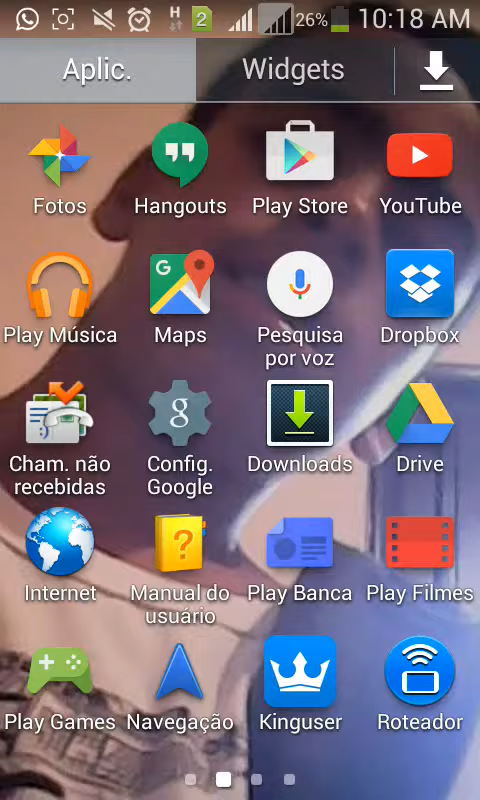 H 2 26% 10:18 AM
Aplic. Widgets
Fotos Hangouts Play Store YouTube
G
Play Música Maps Pesquisa por voz Dropbox
g
Cham. não recebidas Config. Google Downloads Drive
?
Internet Manual do usuário Play Banca Play Filmes
Play Games Navegação Kinguser Roteador